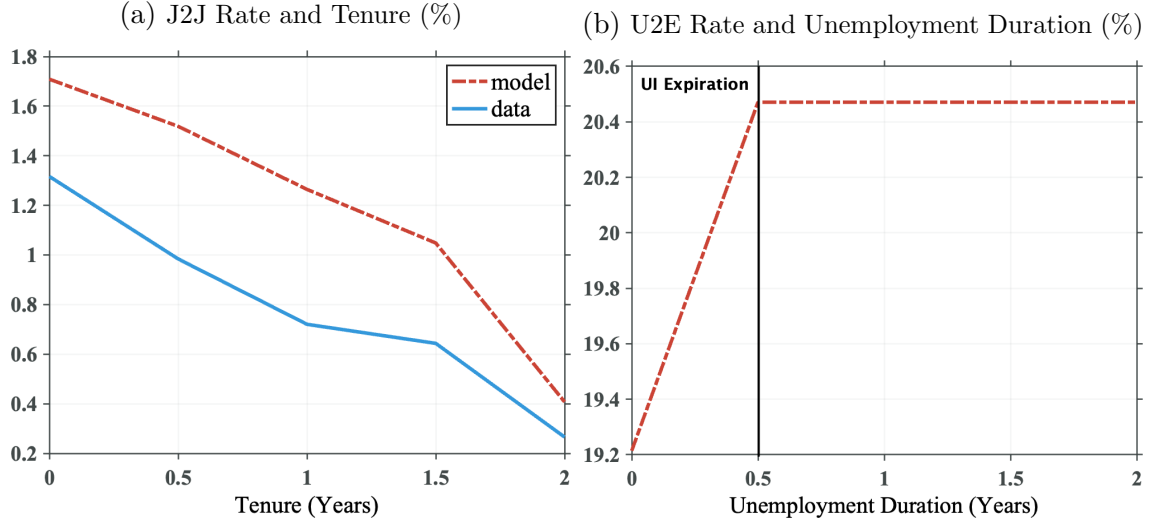 (a) J2J Rate and Tenure (%)
1.8
1.6
1.4
1.2
1
0.8
0.6
0.4
0.2
0 0.5 1 1.5 2
Tenure (Years)
model
data
(b) U2E Rate and Unemployment Duration (%)
20.6
20.4
20.2
20
19.8
19.6
19.4
19.2
0 0.5 1 1.5 2
Unemployment Duration (Years)
UI Expiration